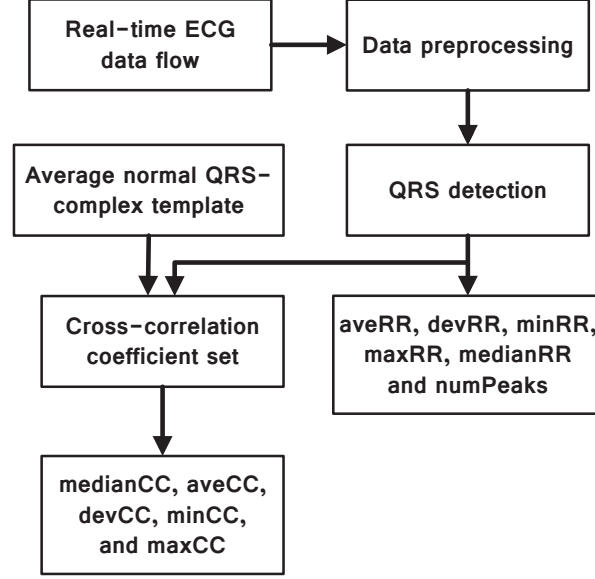 Real-time ECG
data flow
Data preprocessing
Average normal QRS-
complex template
QRS detection
Cross-correlation
coefficient set
aveRR, devRR, minRR,
maxRR, medianRR
and numPeaks
medianCC, aveCC,
devCC, minCC,
and maxCC